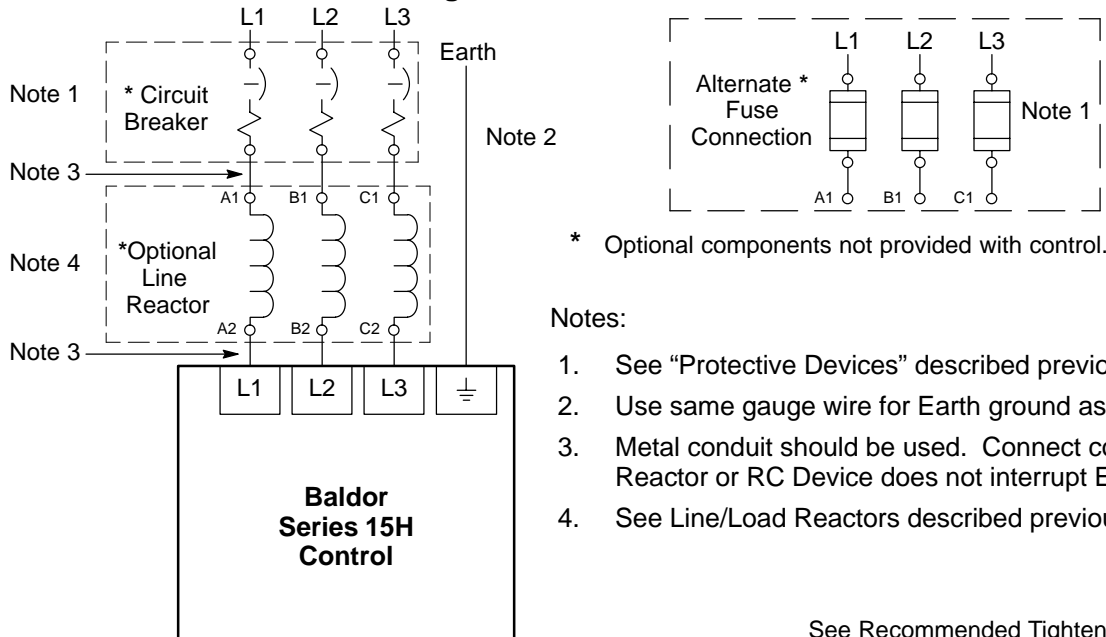 L1 L2 L3
Earth
Note 1
* Circuit
Breaker
Note 2
Note 3
A1 B1 C1
Note 4
*Optional
Line
Reactor
A2 B2 C2
Note 3
L1 L2 L3
Baldor
Series 15H
Control
L1 L2 L3
Alternate *
Fuse
Connection
Note 1
A1 B1 C1
* Optional components not provided with control.
Notes:
1. See “Protective Devices” described
2. Use same gauge wire for Earth ground as
3. Metal conduit should be used. Connect
Reactor or RC Device does not interrupt
4. See Line/Load Reactors described
See Recommended